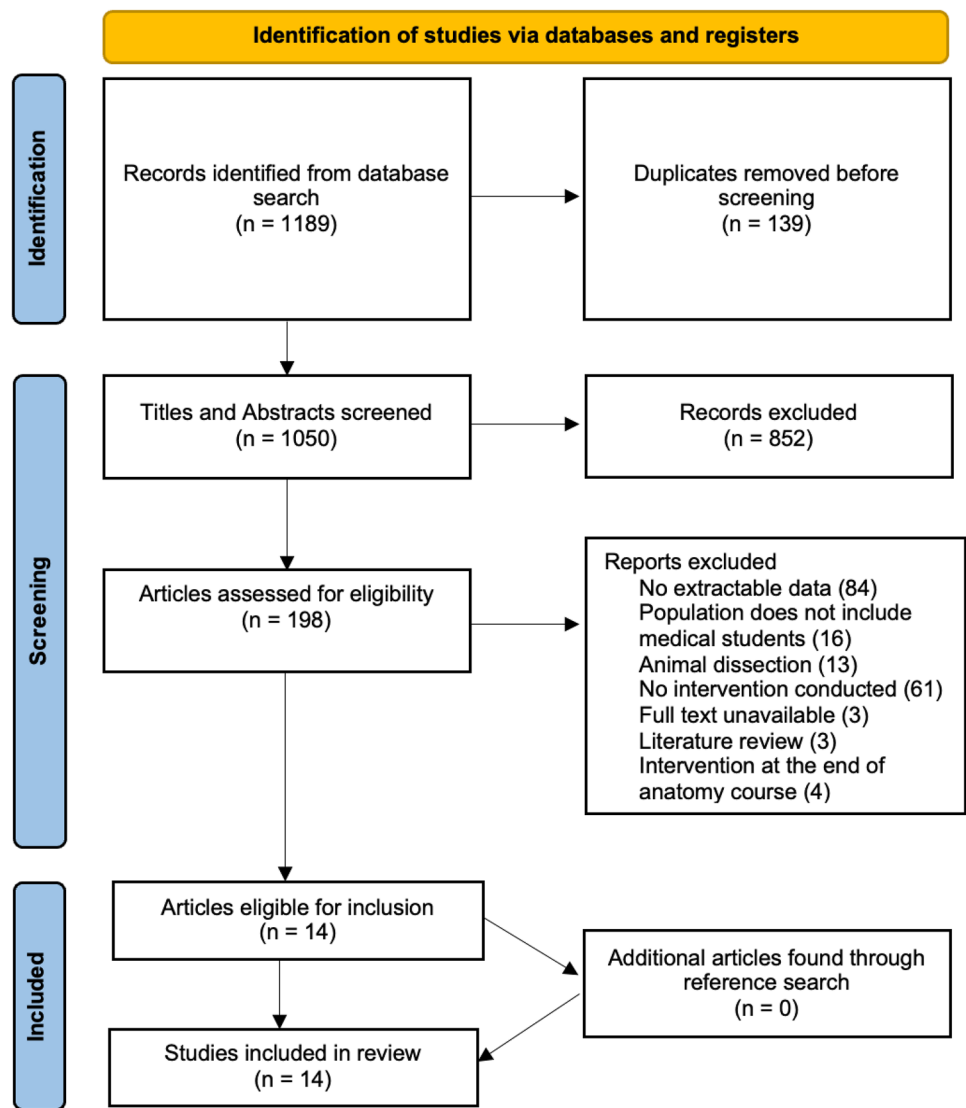 Identification of studies via databases and registers
Identification
Records identified from database
search
(n = 1189)
Duplicates removed before
screening
(n = 139)
Screening
Titles and Abstracts screened
(n = 1050)
Records excluded
(n = 852)
Articles assessed for eligibility
(n = 198)
Reports excluded
No extractable data (84)
Population does not include
medical students (16)
Animal dissection (13)
No intervention conducted (61)
Full text unavailable (3)
Literature review (3)
Intervention at the end of
anatomy course (4)
Included
Articles eligible for inclusion
(n = 14)
Additional articles found through
reference search
(n = 0)
Studies included in review
(n = 14)